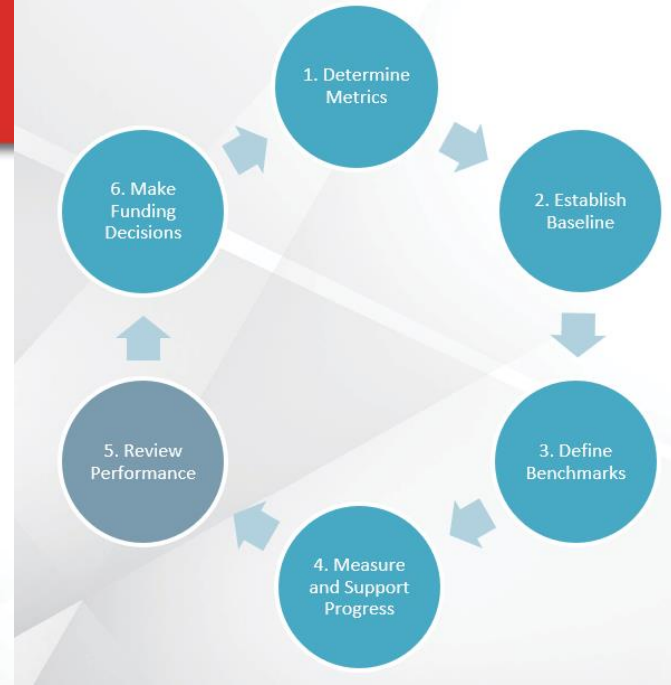 1. Determine
Metrics
2. Establish
Baseline
3. Define
Benchmarks
4. Measure
and Support
Progress
5. Review
Performance
6. Make
Funding
Decisions